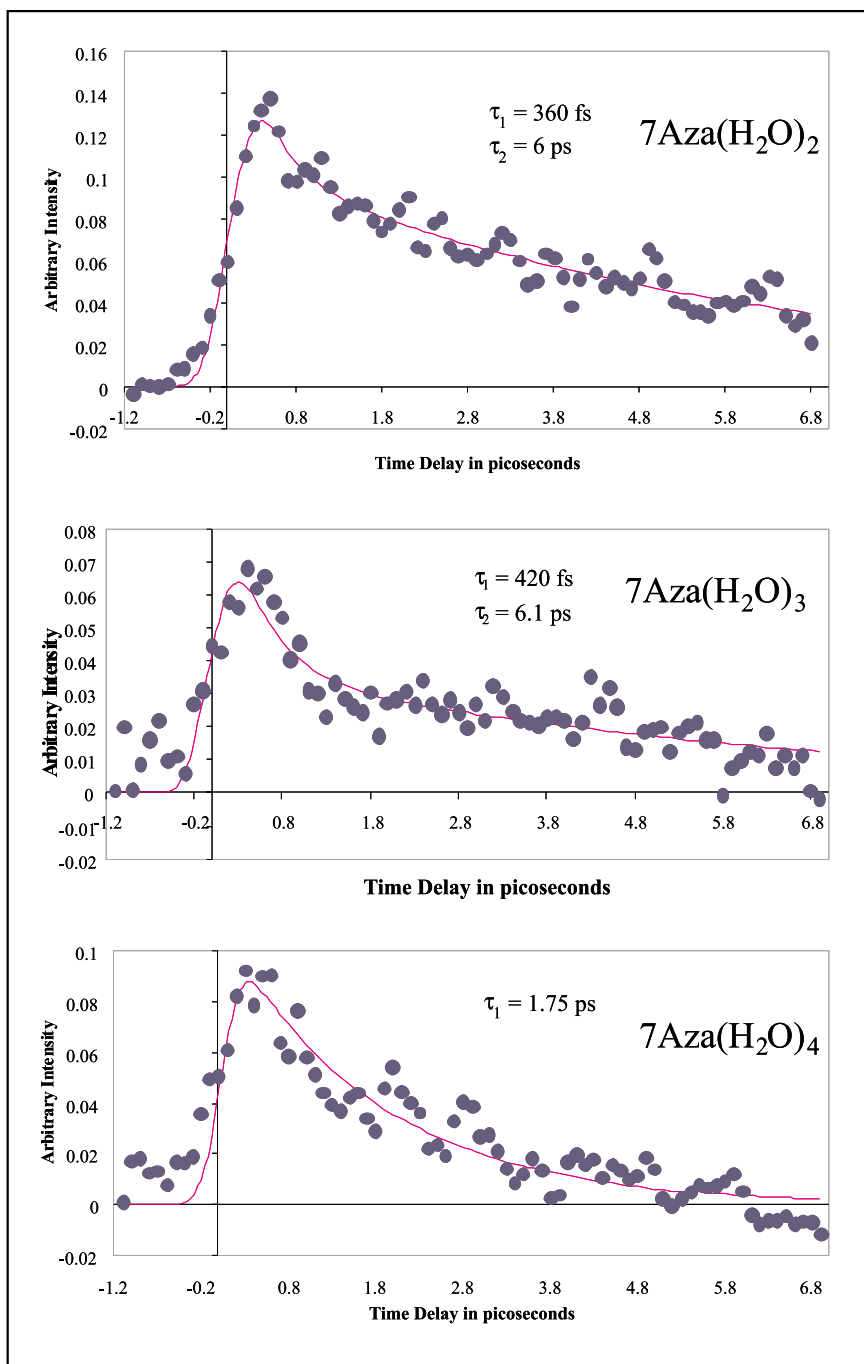 0.16
0.14
0.12
0.1
0.08
0.06
0.04
0.02
0
-0.02
Arbitrary Intensity
τ1 = 360 fs
τ2 = 6 ps
7Aza(H2O)2
-1.2 -0.2 0.8 1.8 2.8 3.8 4.8 5.8 6.8
Time Delay in picoseconds
0.08
0.07
0.06
0.05
0.04
0.03
0.02
0.01
0
-0.01
-0.02
Arbitrary Intensity
τ1 = 420 fs
τ2 = 6.1 ps
7Aza(H2O)3
-1.2 -0.2 0.8 1.8 2.8 3.8 4.8 5.8 6.8
Time Delay in picoseconds
0.1
0.08
0.06
0.04
0.02
0
-0.02
Arbitrary Intensity
τ1 = 1.75 ps
7Aza(H2O)4
-1.2 -0.2 0.8 1.8 2.8 3.8 4.8 5.8 6.8
Time Delay in picoseconds